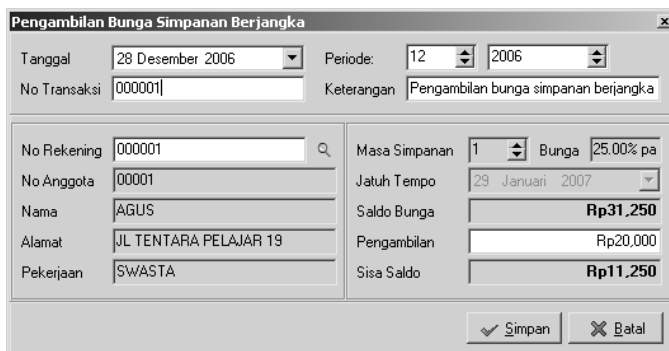 Pengambilan Bunga Simpanan Berjangka
Tanggal 28 Desember 2006 Periode: 12 2006
No Transaksi 000001 Keterangan Pengambilan bunga simpanan berjangka
No Rekening 000001 Masa Simpanan 1 Bunga 25.00% pa
No Anggota 00001 Jatuh Tempo 29 Januari 2007
Nama AGUS Saldo Bunga Rp31,250
Alamat JL TENTARA PELAJAR 19 Pengambilan Rp20,000
Pekerjaan SWASTA Sisa Saldo Rp11,250
Simpan Batal